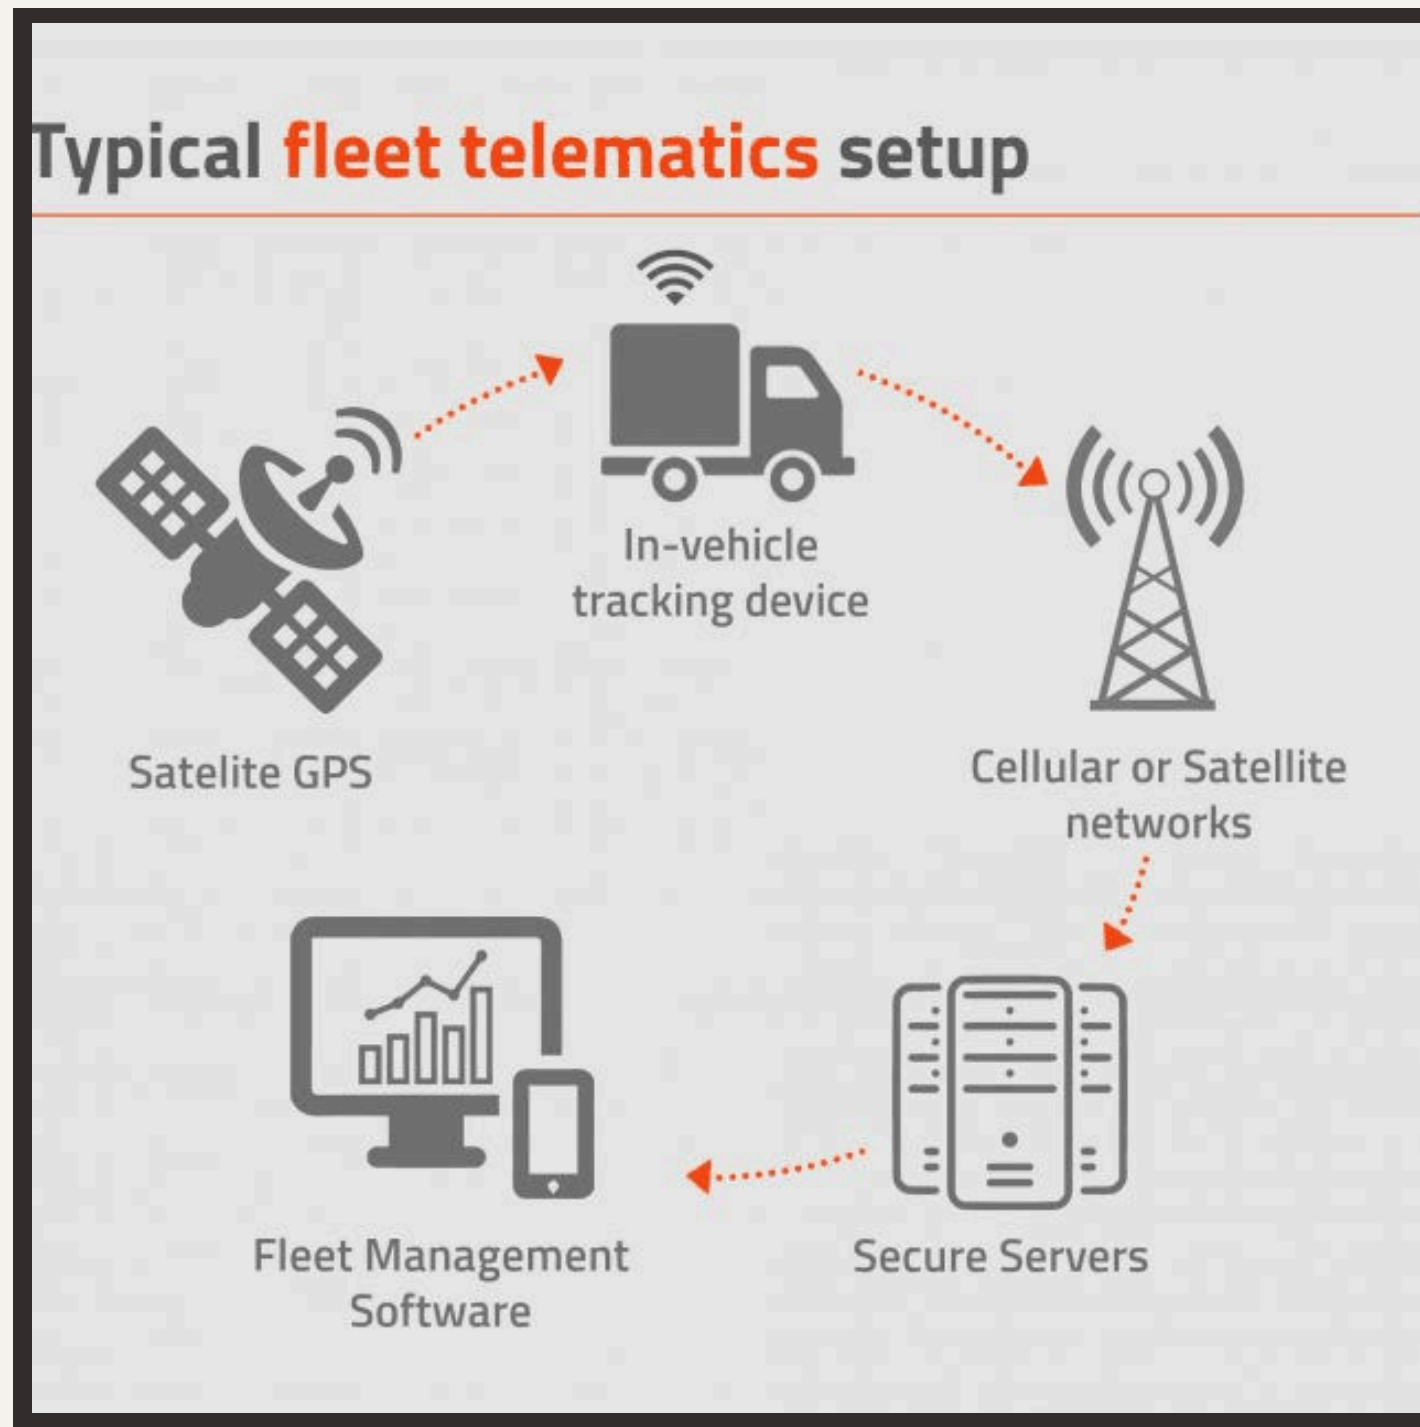 Typical fleet telematics setup
In-vehicle
tracking device
Satelite GPS
Cellular or Satellite
networks
Fleet Management
Software
Secure Servers